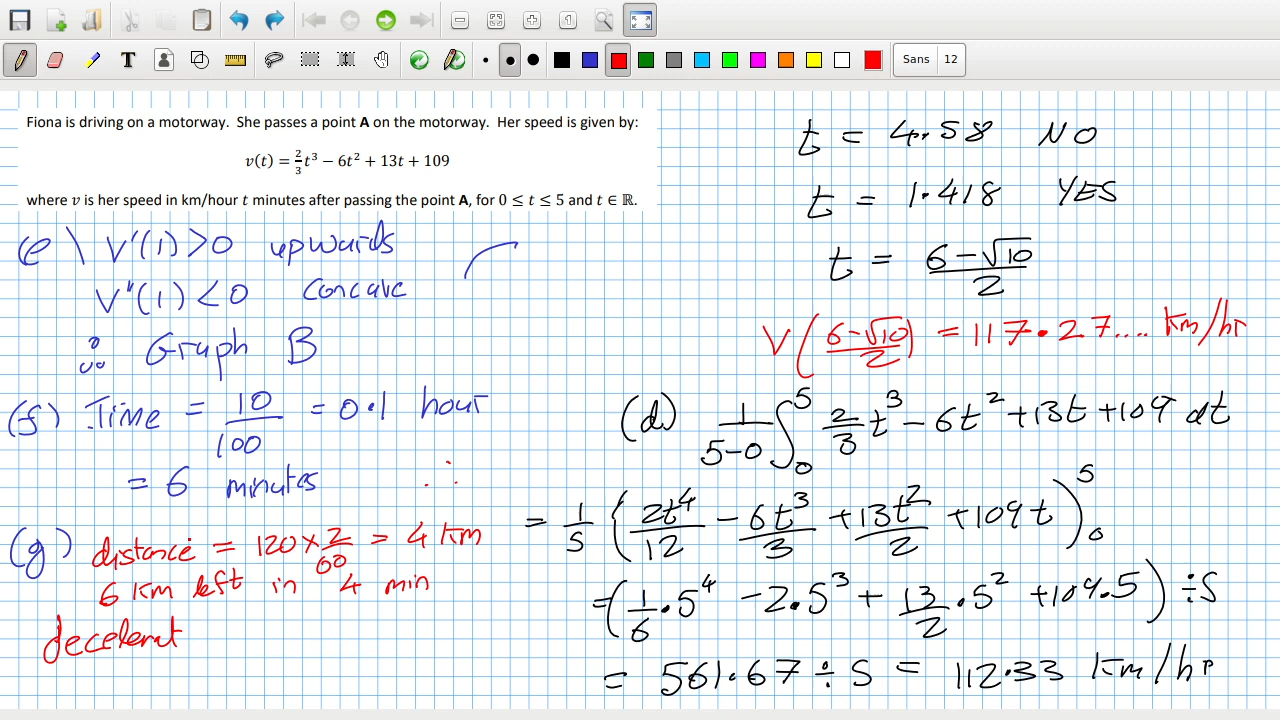 Sans 12
Fiona is driving on a motorway. She passes a point A on the motorway. Her speed is given by:
v(t) = 2/3 t³ − 6t² + 13t + 109
where v is her speed in km/hour t minutes after passing the point A, for 0 ≤ t ≤ 5 and t ∈ ℝ.
(e \ V'(1) > 0 upwards
V"(1) < 0 concave
∴ Graph B
(f) Time = 10/100 = 0.1 hour
= 6 minutes
(g) distance = 120 × 2/60 = 4 Km
6 Km left in 4 min
decelerat
t = 4.58 NO
t = 1.418 YES
t = (6 − √10)/2
V((6 − √10)/2) = 117.27.... Km/hr
(d) 1/(5−0) ∫₀⁵ 2/3 t³ − 6t² + 13t + 109 dt
= 1/5 (2t⁴/12 − 6t³/3 + 13t²/2 + 109t)₀⁵
= (1/6 . 5⁴ − 2.5³ + 13/2 . 5² + 109.5) ÷ 5
= 561.67 ÷ 5 = 112.33 Km/hr